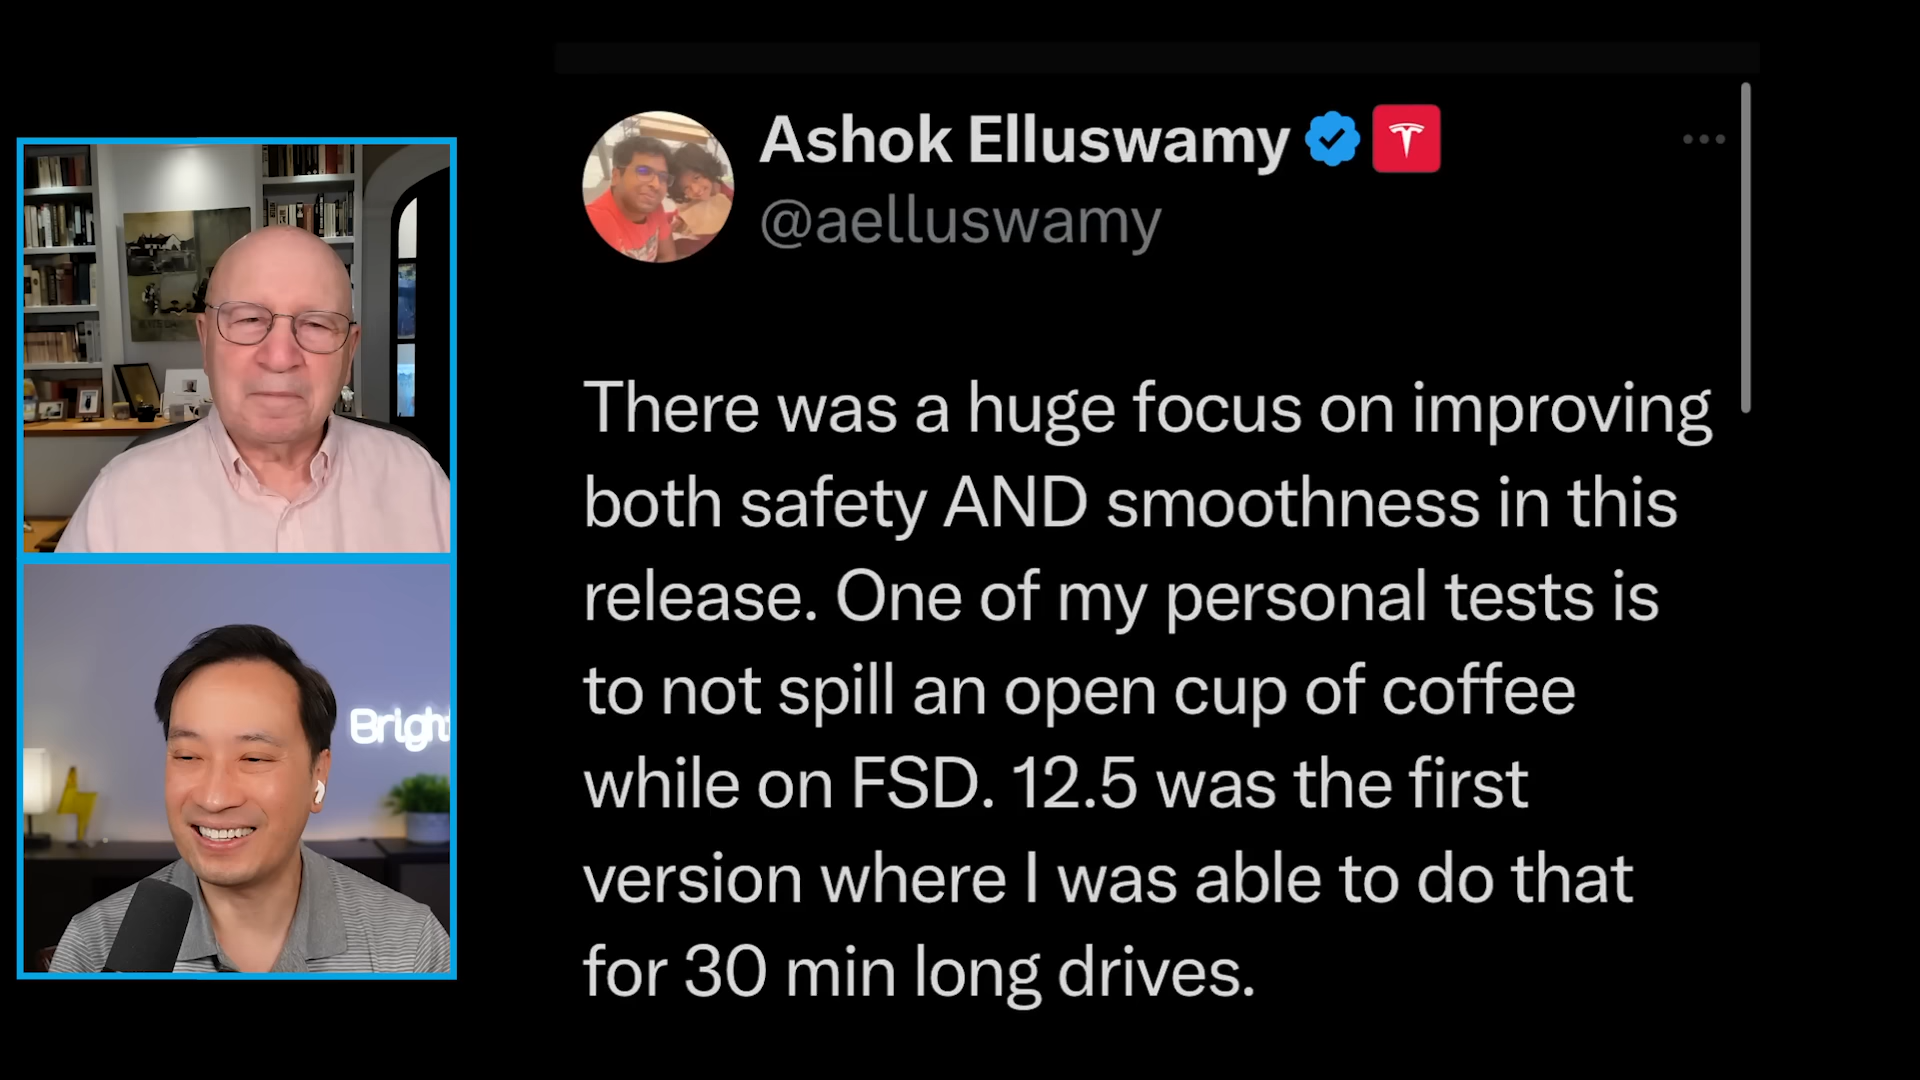 Ashok Elluswamy
@aelluswamy
There was a huge focus on improving
both safety AND smoothness in this
release. One of my personal tests is
to not spill an open cup of coffee
while on FSD. 12.5 was the first
version where I was able to do that
for 30 min long drives.
Bright